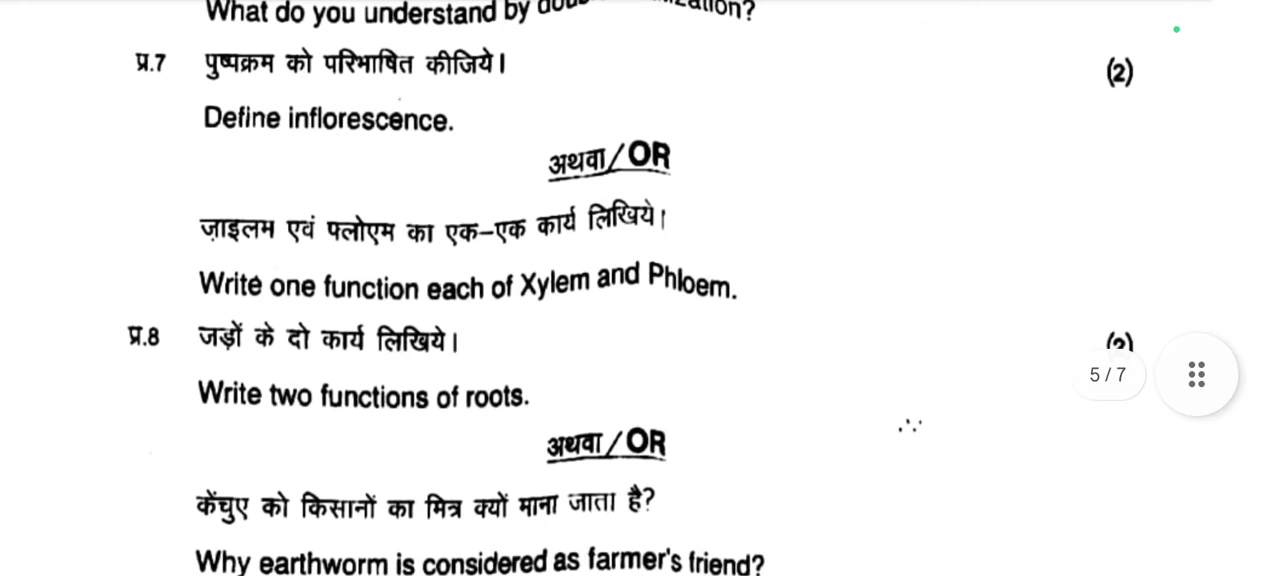 What do you understand by
प्र.7 पुष्पक्रम को परिभाषित कीजिये। (2)
Define inflorescence.
अथवा/OR
ज़ाइलम एवं फ्लोएम का एक–एक कार्य लिखिये।
Write one function each of Xylem and Phloem.
प्र.8 जड़ों के दो कार्य लिखिये। (2)
5 / 7
Write two functions of roots.
अथवा/OR
केंचुए को किसानों का मित्र क्यों माना जाता है?
Why earthworm is considered as farmer's friend?